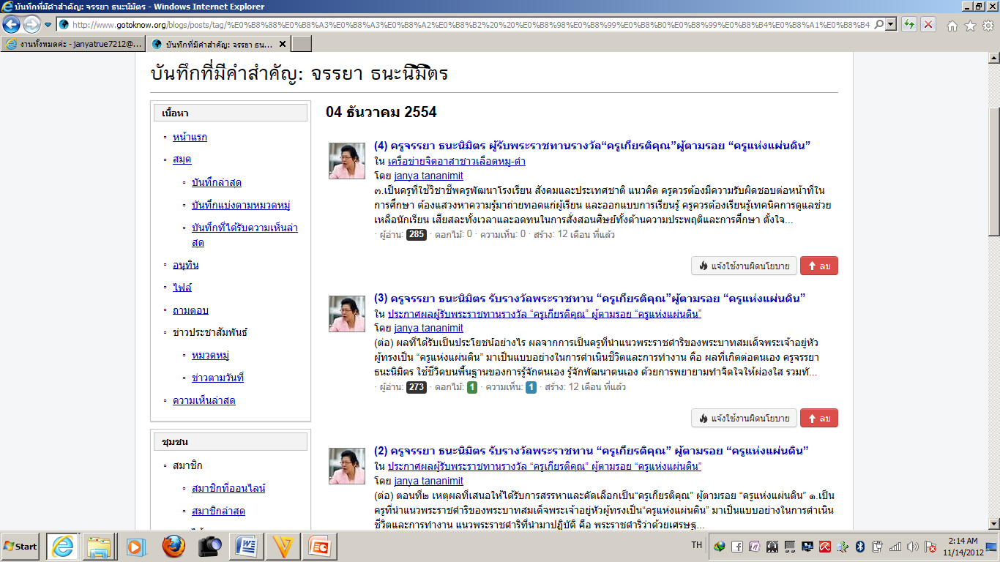 บันทึกที่มีคำสำคัญ: จรรยา ธนะนิมิตร - Windows Internet Explorer
http://www.gotoknow.org/blogs/posts/tag/%E0%B8%88%E0%B8%A3%E0%B8%A3%E0%B8%A2%E0%B8%B2%20%20%E0%B8%98%E0%B8%99%E0%B8%B0%E0%B8%99%E0%B8%B4%E0%B8%A1%E0%B8%B4
งานทั้งหมดค่ะ - janyatrue7212@...
บันทึกที่มีคำสำคัญ: จรรยา ธน...
บันทึกที่มีคำสำคัญ: จรรยา ธนะนิมิตร
เนื้อหา
หน้าแรก
สมุด
บันทึกล่าสุด
บันทึกแบ่งตามหมวดหมู่
บันทึกที่ได้รับความเห็นล่า
สุด
อนุทิน
ไฟล์
ถามตอบ
ข่าวประชาสัมพันธ์
หมวดหมู่
ข่าวตามวันที่
ความเห็นล่าสุด
ชุมชน
สมาชิก
สมาชิกที่ออนไลน์
สมาชิกล่าสุด
04 ธันวาคม 2554
(4) ครูจรรยา ธนะนิมิตร ผู้รับพระราชทานรางวัล“ครูเกียรติคุณ”ผู้ตามรอย “ครูแห่งแผ่นดิน”
ใน เครือข่ายจิตอาสาชาวเลือดหมู-ดำ
โดย janya tananimit
๓.เป็นครูที่ใช้วิชาชีพครูพัฒนาโรงเรียน สังคมและประเทศชาติ แนวคิด ครูควรต้องมีความรับผิดชอบต่อหน้าที่ใน
การศึกษา ต้องแสวงหาความรู้มาถ่ายทอดแก่ผู้เรียน และออกแบบการเรียนรู้ ครูควรต้องเรียนรู้เทคนิคการดูแลช่วย
เหลือนักเรียน เสียสละทั้งเวลาและอดทนในการสั่งสอนศิษย์ทั้งด้านความประพฤติและการศึกษา ตั้งใจ...
· ผู้อ่าน: 285 · ดอกไม้: 0 · ความเห็น: 0 · สร้าง: 12 เดือน ที่แล้ว
แจ้งใช้งานผิดนโยบาย ลบ
(3) ครูจรรยา ธนะนิมิตร รับรางวัลพระราชทาน “ครูเกียรติคุณ”ผู้ตามรอย “ครูแห่งแผ่นดิน”
ใน ประกาศผลผู้รับพระราชทานรางวัล “ครูเกียรติคุณ” ผู้ตามรอย “ครูแห่งแผ่นดิน”
โดย janya tananimit
(ต่อ) ผลที่ได้รับเป็นประโยชน์อย่างไร ผลจากการเป็นครูที่นำแนวพระราชดำริของพระบาทสมเด็จพระเจ้าอยู่หัว
ผู้ทรงเป็น “ครูแห่งแผ่นดิน” มาเป็นแบบอย่างในการดำเนินชีวิตและการทำงาน คือ ผลที่เกิดต่อตนเอง ครูจรรยา
ธนะนิมิตร ใช้ชีวิตบนพื้นฐานของการรู้จักตนเอง รู้จักพัฒนาตนเอง ด้วยการพยายามทำจิตใจให้ผ่องใส รวมทั...
· ผู้อ่าน: 273 · ดอกไม้: 1 · ความเห็น: 1 · สร้าง: 12 เดือน ที่แล้ว
แจ้งใช้งานผิดนโยบาย ลบ
(2) ครูจรรยา ธนะนิมิตร รับรางวัลพระราชทาน “ครูเกียรติคุณ” ผู้ตามรอย “ครูแห่งแผ่นดิน”
ใน ประกาศผลผู้รับพระราชทานรางวัล “ครูเกียรติคุณ” ผู้ตามรอย “ครูแห่งแผ่นดิน”
โดย janya tananimit
(ต่อ) ตอนที่๒ เหตุผลที่เสนอให้ได้รับการสรรหาและคัดเลือกเป็น“ครูเกียรติคุณ” ผู้ตามรอย “ครูแห่งแผ่นดิน” ๑.เป็น
ครูที่นำแนวพระราชดำริของพระบาทสมเด็จพระเจ้าอยู่หัวผู้ทรงเป็น“ครูแห่งแผ่นดิน” มาเป็นแบบอย่างในการดำเนิน
ชีวิตและการทำงาน แนวพระราชดำริที่นำมาปฏิบัติ คือ พระราชดำริว่าด้วยเศรษฐ...
Start
TH
2:14 AM
11/14/2012